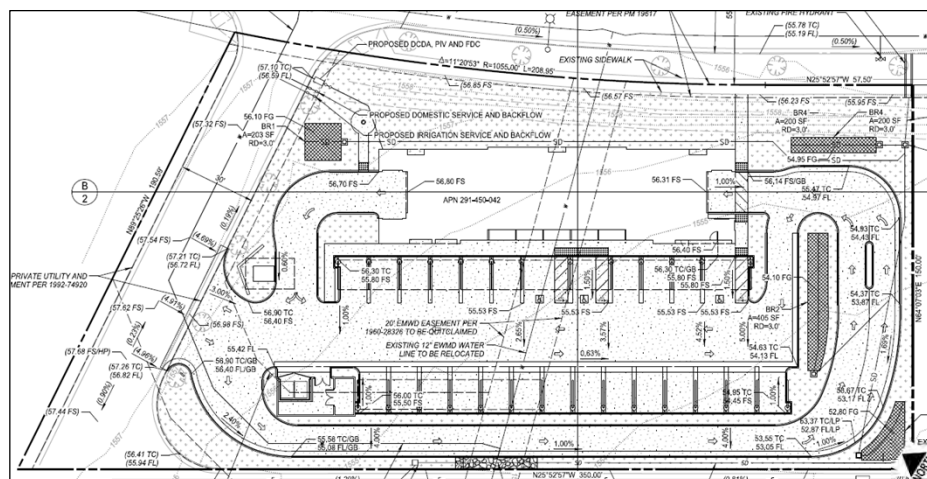 EASEMENT PER PM 19617
EXISTING FIRE HYDRANT
(55.78 TC)
(55.19 FL)
(0.50%)
(0.50%)
PROPOSED DCDA, PIV AND FDC
Δ=11°20'53" R=1055.00' L=208.95'
EXISTING SIDEWALK
N25°52'57"W 57.50'
(57.10 TC)
(56.59 FL)
(56.85 FS)
(56.57 FS)
(56.23 FS)
(55.95 FS)
(57.32 FS)
56.10 FG
BR1
A=203 SF
RD=3.0'
PROPOSED DOMESTIC SERVICE AND BACKFLOW
PROPOSED IRRIGATION SERVICE AND BACKFLOW
BR4
A=200 SF
RD=3.0'
BR4
A=200 SF
RD=3.0'
SD
SD
SD
54.95 FG
B
2
N89°25'26"W 190.59'
30'
56.70 FS
56.80 FS
APN 291-450-042
56.31 FS
1.00%
56.14 FS/GB
55.47 TC
54.97 FL
(0.19%)
(4.69%)
(57.54 FS)
(57.21 TC)
(56.72 FL)
0.60%
54.93 TC
54.43 FL
PRIVATE UTILITY AND
MENT PER 1992-74920
3.00%
56.30 TC
55.80 FS
56.40 FS
56.30 TC/GB
55.80 FS
55.80 FS
1.50%
1.50%
54.10 FG
54.37 TC
53.87 FL
N64°07'03"E 150.00'
(57.62 FS)
(4.91%)
(56.98 FS)
56.90 TC
56.40 FS
1.00%
55.53 FS
55.53 FS
55.53 FS
55.53 FS
BR2
A=405 SF
RD=3.0'
20' EMWD EASEMENT PER
1960-28326 TO BE QUITCLAIMED
EXISTING 12" EWMD WATER
LINE TO BE RELOCATED
2.65%
3.57%
4.52%
5.00%
0.63%
1.69%
(57.68 FS/HP)
(57.26 TC)
(56.82 FL)
(4.96%)
(0.90%)
55.42 FL
56.90 TC/GB
56.40 FL/GB
54.63 TC
54.13 FL
(57.44 FS)
1.00%
56.00 TC
55.50 FS
54.95 TC
54.45 FS
1.00%
53.67 TC
53.17 FL
52.80 FG
2.40%
55.58 TC/GB
55.08 FL/GB
4.00%
1.00%
4.00%
53.55 TC
53.05 FL
53.37 TC/LP
52.87 FL/LP
1.00%
(56.41 TC)
(55.94 FL)
N25°52'57"W 350.00'
NORTH